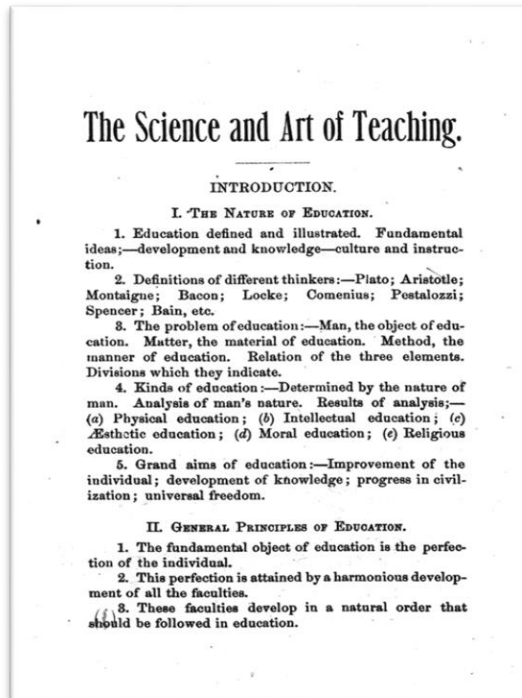 The Science and Art of Teaching.
INTRODUCTION.
I. THE NATURE OF EDUCATION.
1. Education defined and illustrated. Fundamental
ideas;—development and knowledge—culture and instruc-
tion.
2. Definitions of different thinkers:—Plato; Aristotle;
Montaigne; Bacon; Locke; Comenius; Pestalozzi;
Spencer; Bain, etc.
3. The problem of education:—Man, the object of edu-
cation. Matter, the material of education. Method, the
manner of education. Relation of the three elements.
Divisions which they indicate.
4. Kinds of education:—Determined by the nature of
man. Analysis of man's nature. Results of analysis;—
(a) Physical education; (b) Intellectual education; (c)
Æsthetic education; (d) Moral education; (e) Religious
education.
5. Grand aims of education:—Improvement of the
individual; development of knowledge; progress in civil-
ization; universal freedom.
II. GENERAL PRINCIPLES OF EDUCATION.
1. The fundamental object of education is the perfec-
tion of the individual.
2. This perfection is attained by a harmonious develop-
ment of all the faculties.
3. These faculties develop in a natural order that
should be followed in education.